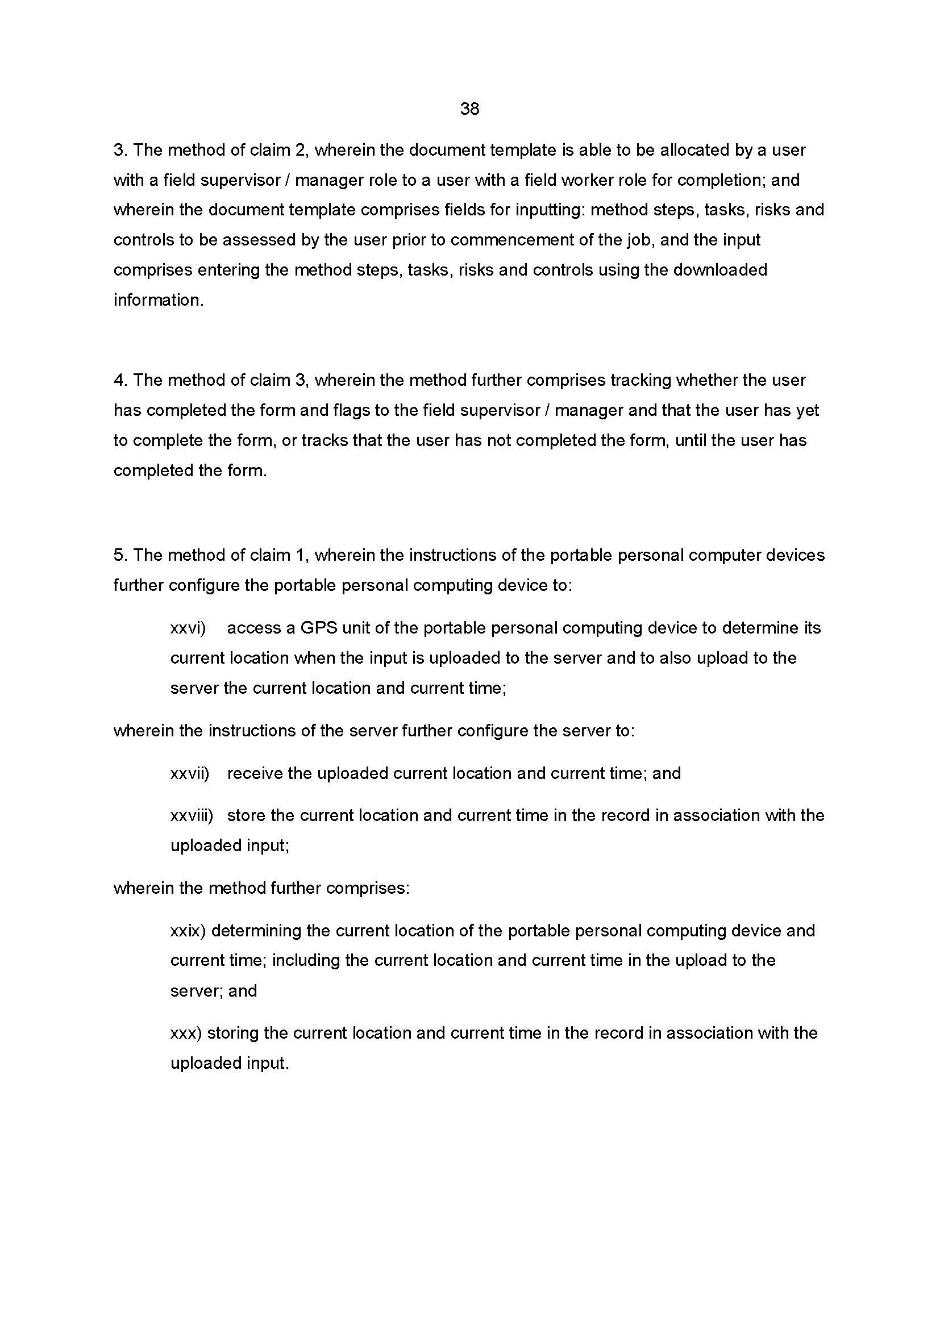 38
3. The method of claim 2, wherein the document template is able to be allocated by a user
with a field supervisor / manager role to a user with a field worker role for completion; and
wherein the document template comprises fields for inputting: method steps, tasks, risks and
controls to be assessed by the user prior to commencement of the job, and the input
comprises entering the method steps, tasks, risks and controls using the downloaded
information.
4. The method of claim 3, wherein the method further comprises tracking whether the user
has completed the form and flags to the field supervisor / manager and that the user has yet
to complete the form, or tracks that the user has not completed the form, until the user has
completed the form.
5. The method of claim 1, wherein the instructions of the portable personal computer devices
further configure the portable personal computing device to:
xxvi) access a GPS unit of the portable personal computing device to determine its
current location when the input is uploaded to the server and to also upload to the
server the current location and current time;
wherein the instructions of the server further configure the server to:
xxvii) receive the uploaded current location and current time; and
xxviii) store the current location and current time in the record in association with the
uploaded input;
wherein the method further comprises:
xxix) determining the current location of the portable personal computing device and
current time; including the current location and current time in the upload to the
server; and
xxx) storing the current location and current time in the record in association with the
uploaded input.